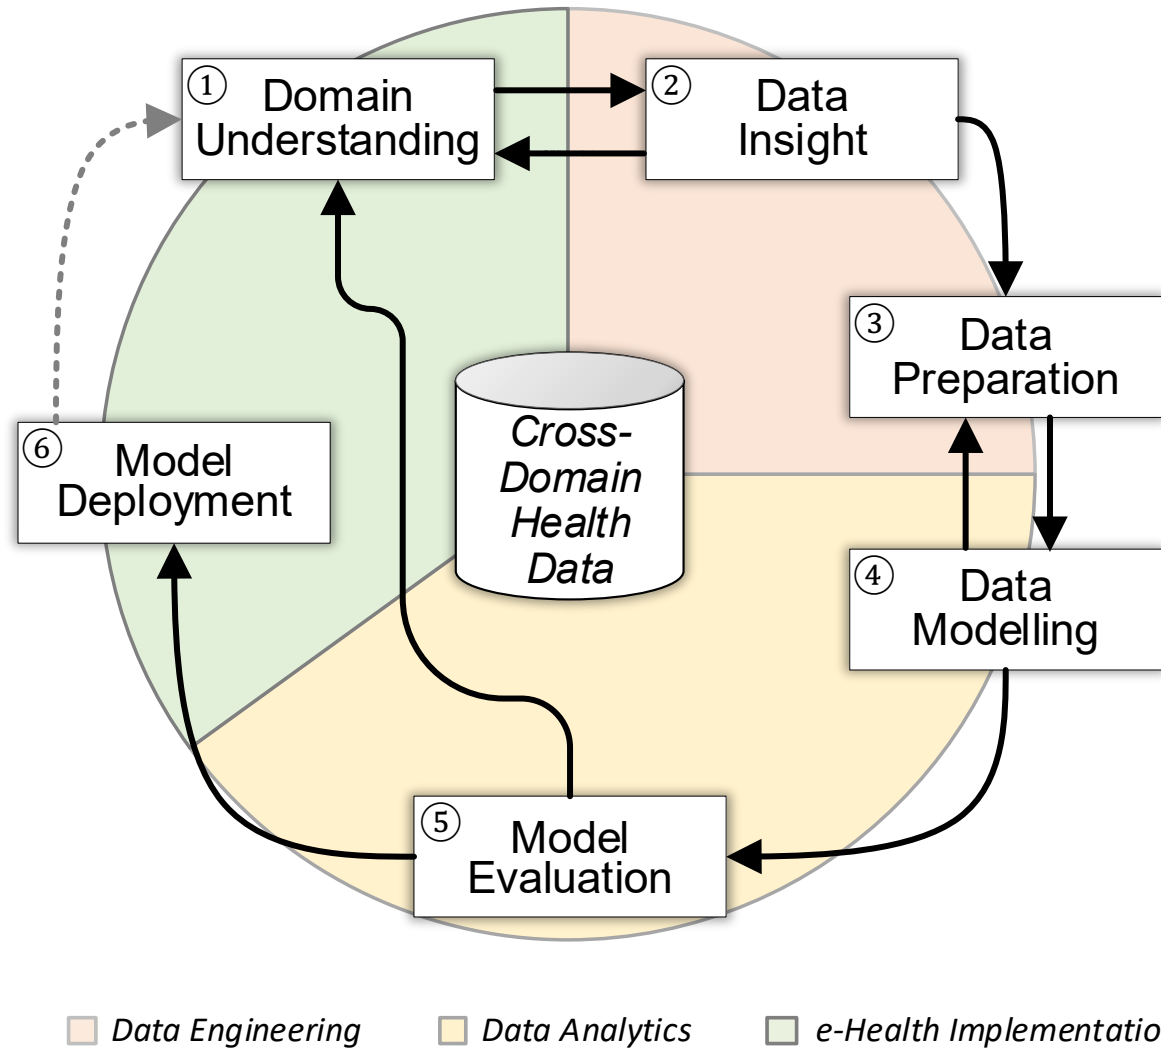 ① Domain
Understanding
② Data
Insight
③ Data
Preparation
④ Data
Modelling
⑤ Model
Evaluation
⑥ Model
Deployment
Cross-
Domain
Health
Data
Data Engineering
Data Analytics
e-Health Implementatio